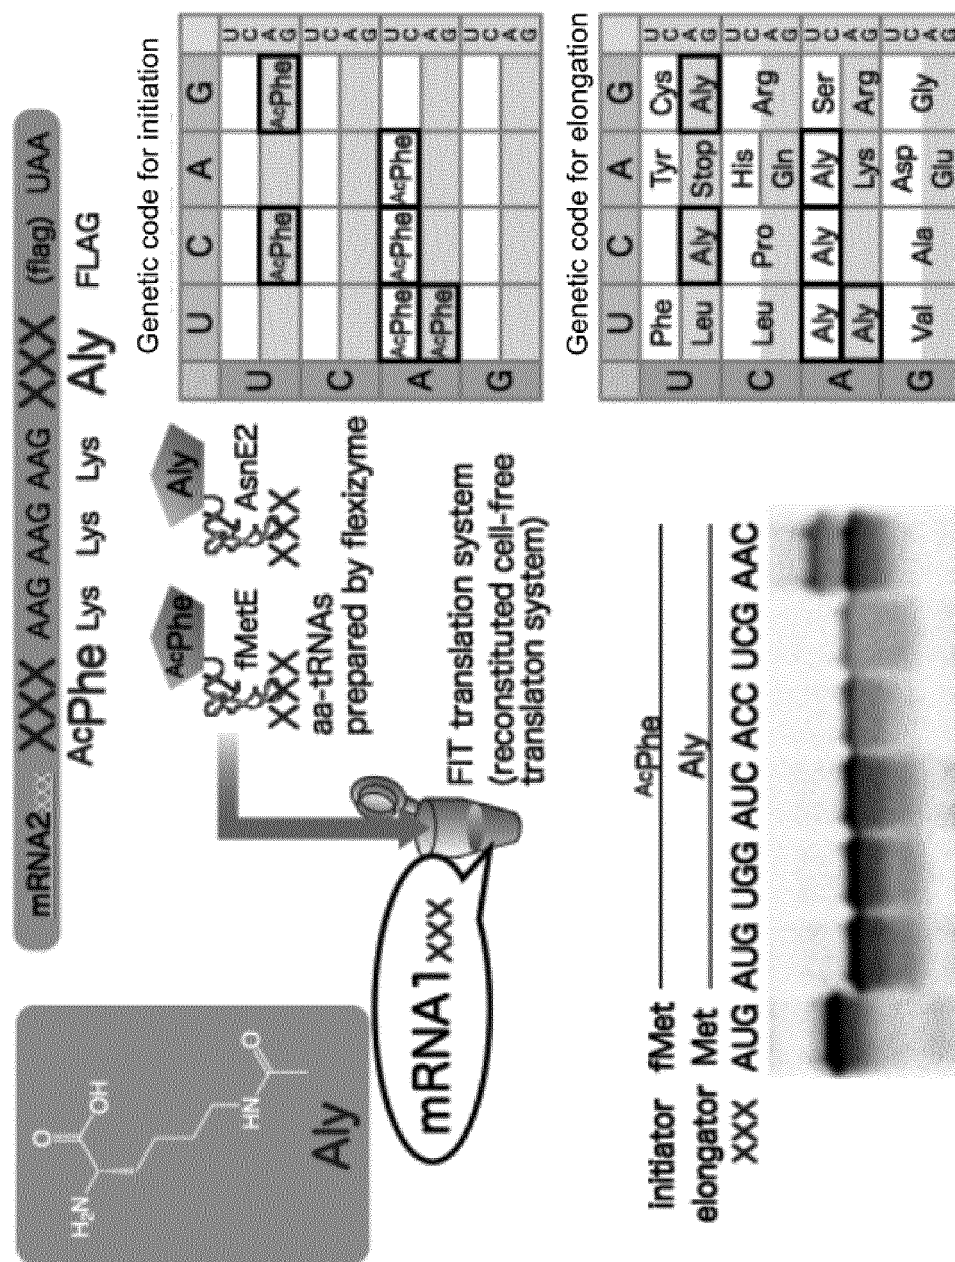 mRNA2xxx XXX AAG AAG AAG XXX (flag) UAA
AcPhe Lys Lys Lys Aly FLAG
H₂N
O
OH
HN
O
Aly
AcPhe
Aly
fMetE
AsnE2
XXX
XXX
aa-tRNAs
prepared by flexizyme
mRNA1xxx
FIT translation system
(reconstituted cell-free
translaton system)
Genetic code for initiation
U C A G
U AcPhe AcPhe U C A G
C U C A G
A AcPhe AcPhe AcPhe U C A G
AcPhe
G U C A G
Initiator fMet AcPhe
elongator Met Aly
XXX AUG AUG UGG AUC ACC UCG AAC
Genetic code for elongation
U C A G
U Phe Tyr Cys U C A G
Leu Aly Stop Aly
C Leu Pro His Arg U C A G
Gln
A Aly Aly Aly Ser U C A G
Aly Lys Arg
G Val Ala Asp Gly U C A G
Glu